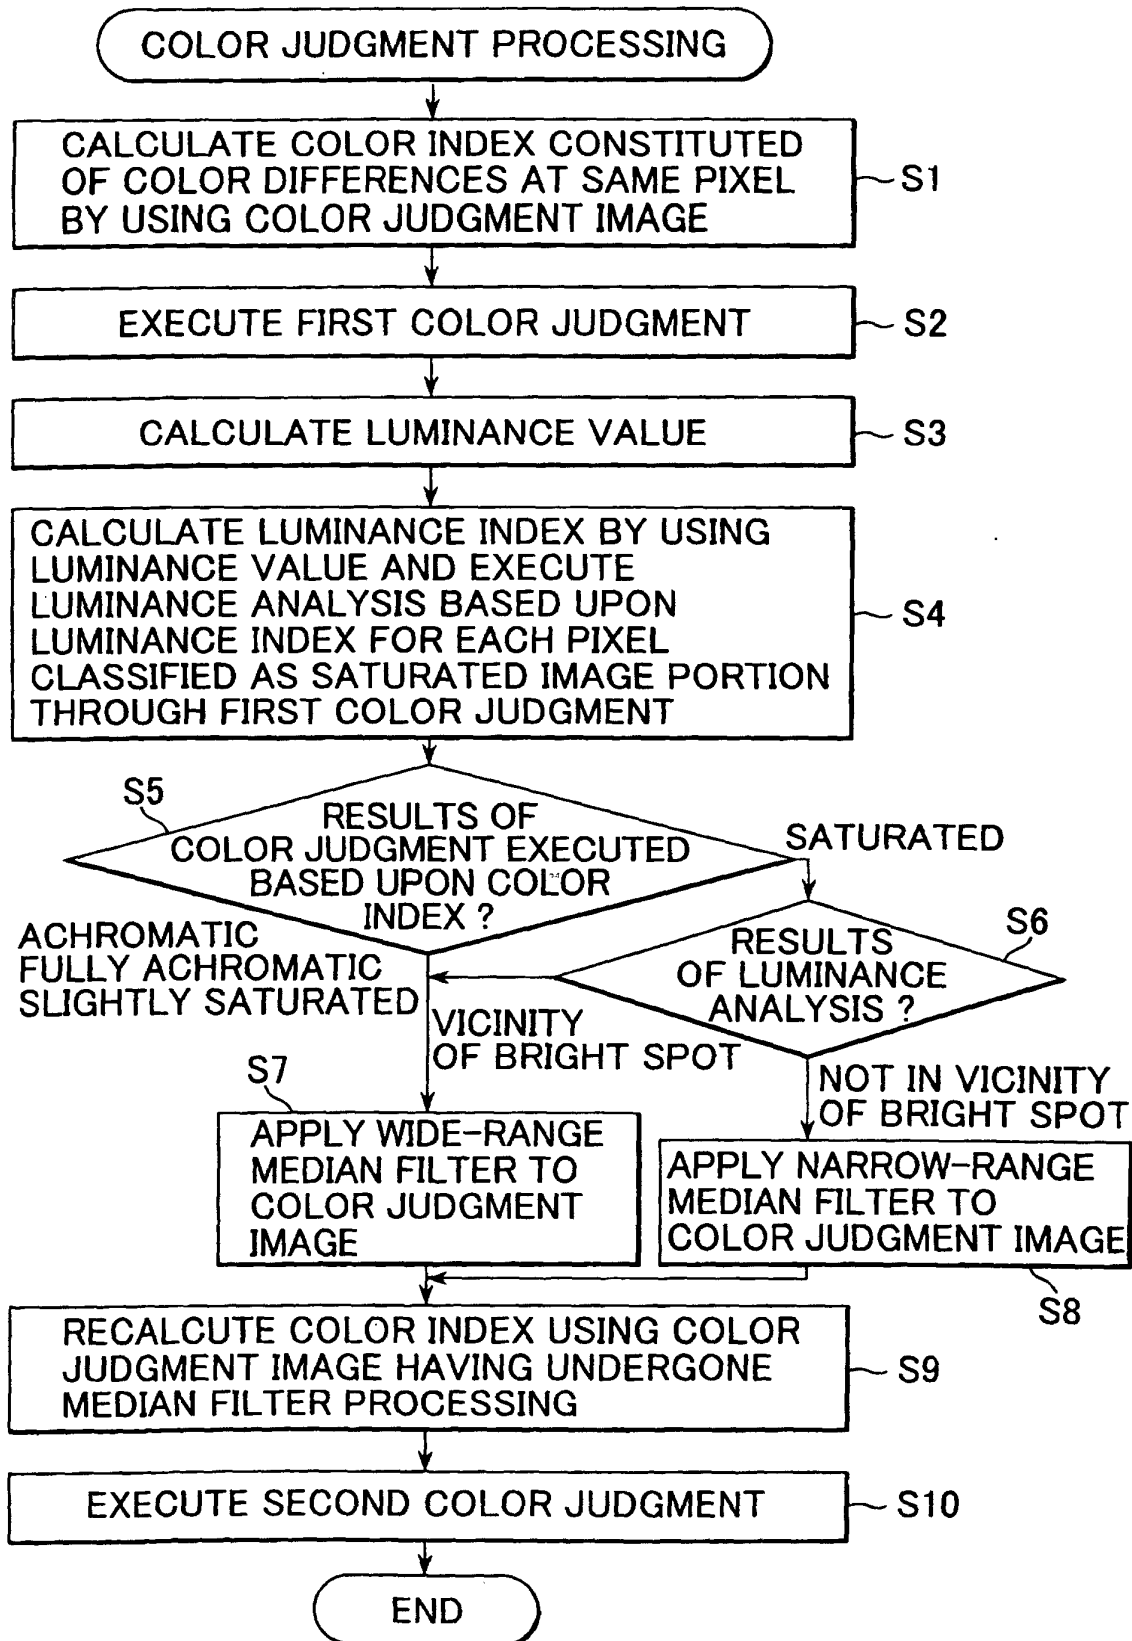 COLOR JUDGMENT PROCESSING
CALCULATE COLOR INDEX CONSTITUTED
OF COLOR DIFFERENCES AT SAME PIXEL
BY USING COLOR JUDGMENT IMAGE
S1
EXECUTE FIRST COLOR JUDGMENT
S2
CALCULATE LUMINANCE VALUE
S3
CALCULATE LUMINANCE INDEX BY USING
LUMINANCE VALUE AND EXECUTE
LUMINANCE ANALYSIS BASED UPON
LUMINANCE INDEX FOR EACH PIXEL
CLASSIFIED AS SATURATED IMAGE PORTION
THROUGH FIRST COLOR JUDGMENT
S4
S5
RESULTS OF
COLOR JUDGMENT EXECUTED
BASED UPON COLOR
INDEX ?
SATURATED
ACHROMATIC
FULLY ACHROMATIC
SLIGHTLY SATURATED
S6
RESULTS
OF LUMINANCE
ANALYSIS ?
VICINITY
OF BRIGHT SPOT
NOT IN VICINITY
OF BRIGHT SPOT
S7
APPLY WIDE-RANGE
MEDIAN FILTER TO
COLOR JUDGMENT
IMAGE
APPLY NARROW-RANGE
MEDIAN FILTER TO
COLOR JUDGMENT IMAGE
S8
RECALCUTE COLOR INDEX USING COLOR
JUDGMENT IMAGE HAVING UNDERGONE
MEDIAN FILTER PROCESSING
S9
EXECUTE SECOND COLOR JUDGMENT
S10
END